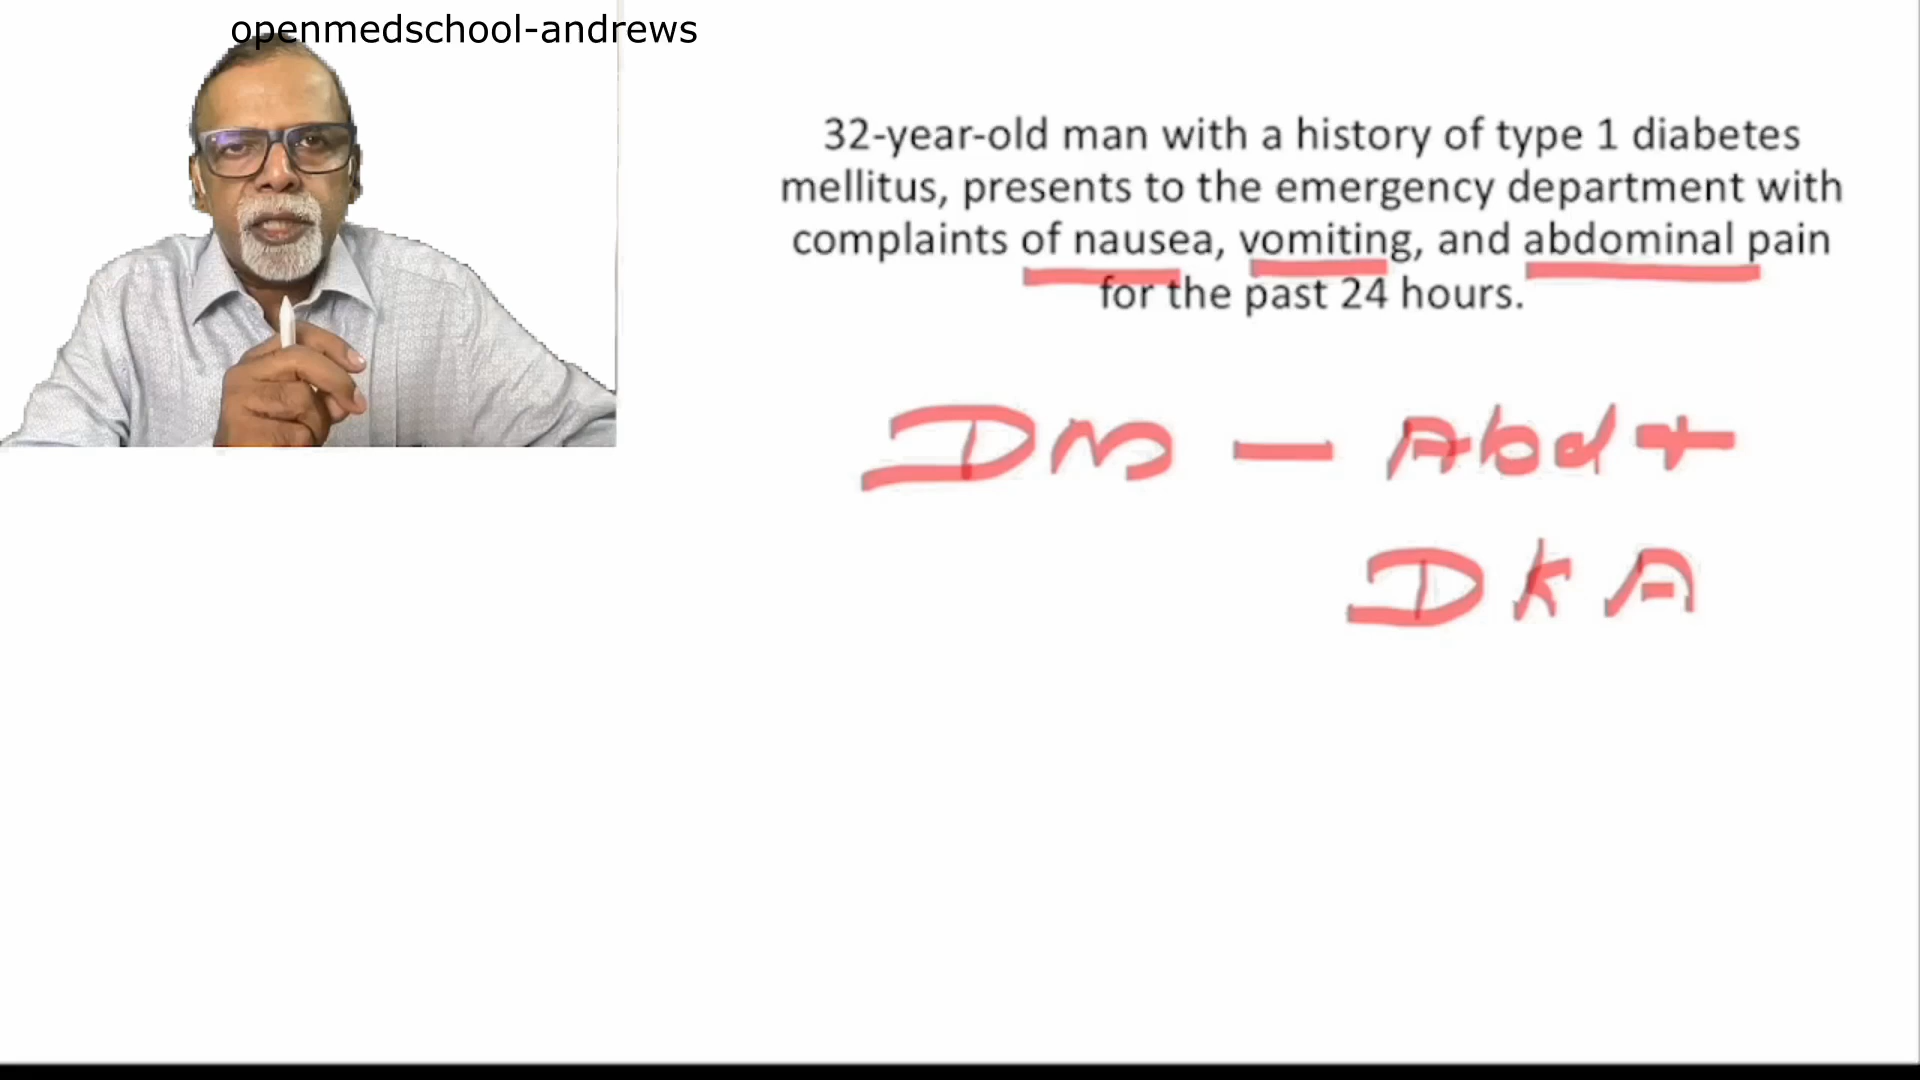 openmedschool-andrews
32-year-old man with a history of type 1 diabetes
mellitus, presents to the emergency department with
complaints of nausea, vomiting, and abdominal pain
for the past 24 hours.
DM — Abd +
DKA